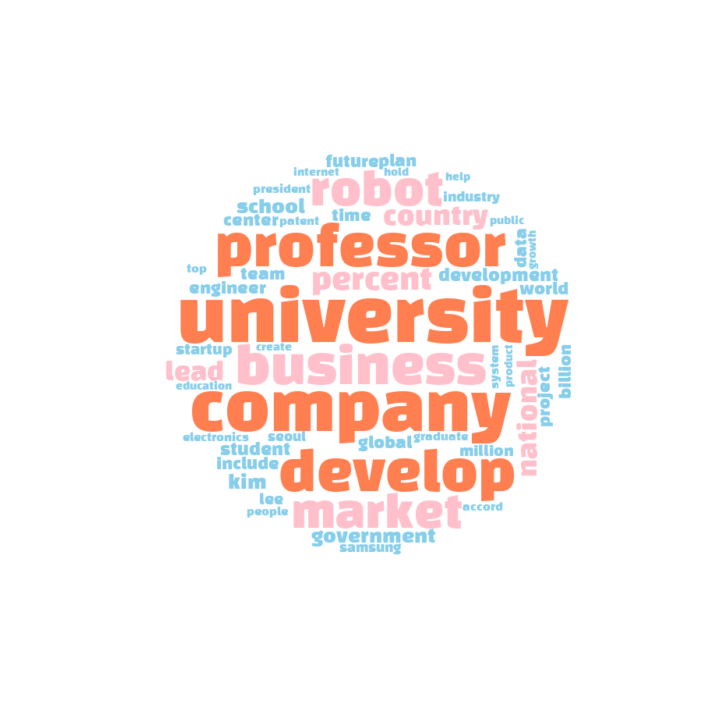 future plan
internet hold
robot help
president industry
school
country
center patent time public
professor data growth
top team percent development
engineer world
university
startup create
business system product billion
lead
education national project
company
electronics seoul global graduate
student million
include develop
kim
lee market
people accord
government
samsung